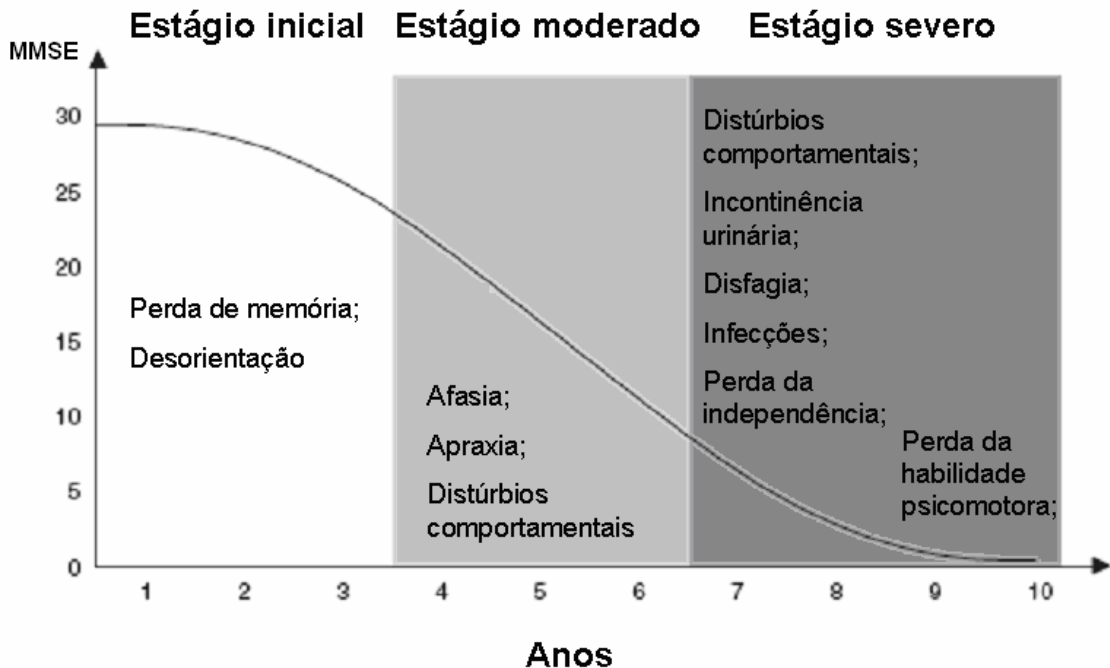 Estágio inicial Estágio moderado Estágio severo
MMSE
30
25
20
15
10
5
0
Perda de memória;
Desorientação
Afasia;
Apraxia;
Distúrbios
comportamentais
Distúrbios
comportamentais;
Incontinência
urinária;
Disfagia;
Infecções;
Perda da
independência;
Perda da
habilidade
psicomotora;
1 2 3 4 5 6 7 8 9 10
Anos